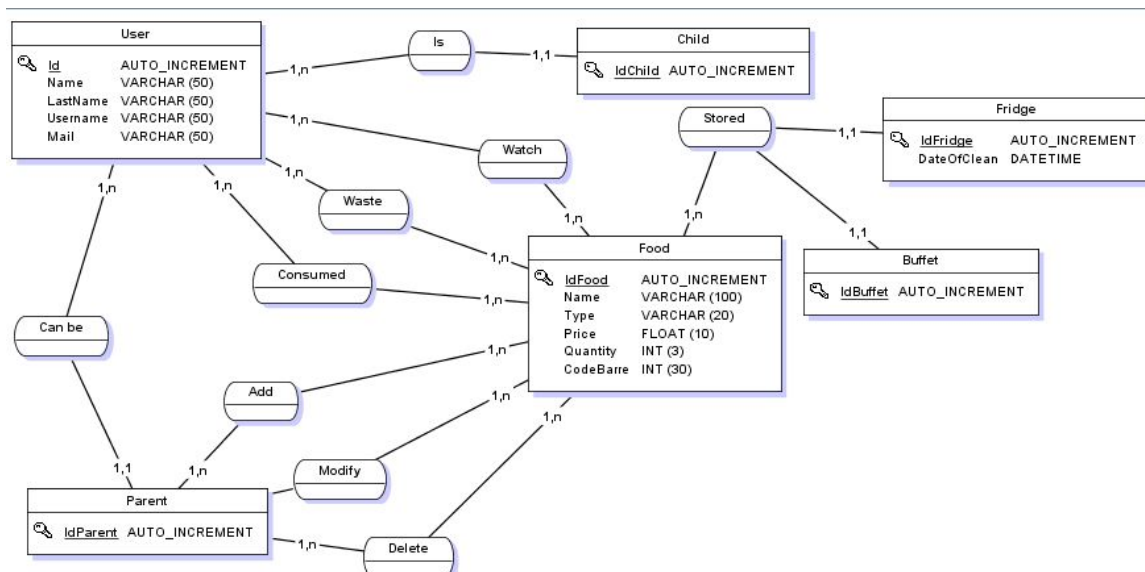 User
Id AUTO_INCREMENT
Name VARCHAR (50)
LastName VARCHAR (50)
Username VARCHAR (50)
Mail VARCHAR (50)
1,n
Is
1,1
Child
IdChild AUTO_INCREMENT
1,n
Watch
1,n
Stored
1,1
Fridge
IdFridge AUTO_INCREMENT
DateOfClean DATETIME
1,n
Waste
1,n
1,n
1,1
Buffet
IdBuffet AUTO_INCREMENT
1,n
Consumed
1,n
Food
IdFood AUTO_INCREMENT
Name VARCHAR (100)
Type VARCHAR (20)
Price FLOAT (10)
Quantity INT (3)
CodeBarre INT (30)
1,n
Can be
1,1
Add
1,n
1,n
Modify
1,n
Parent
IdParent AUTO_INCREMENT
1,n
Delete
1,n